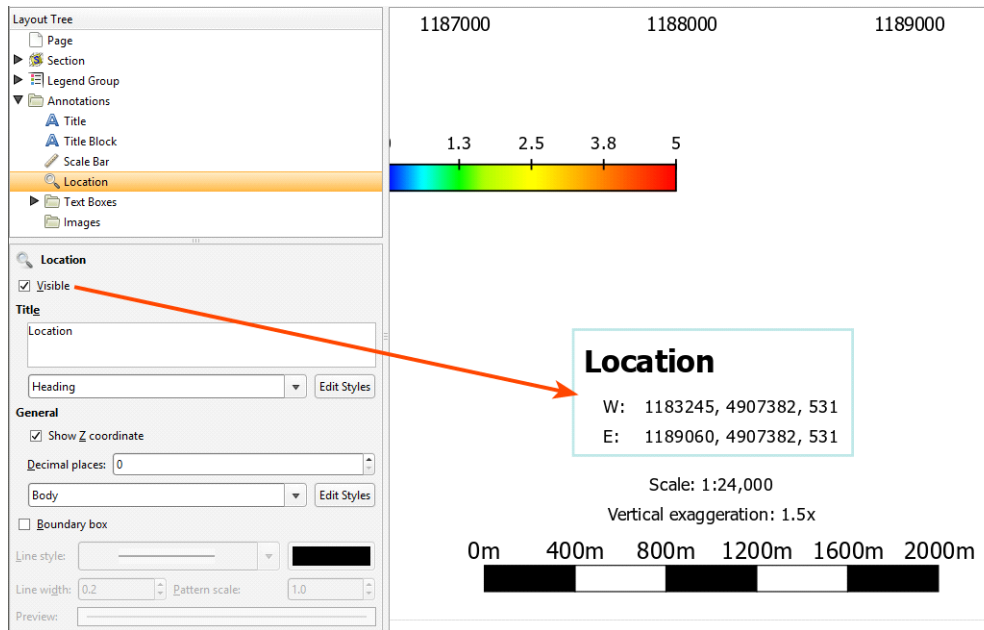 Layout Tree
Page
Section
Legend Group
Annotations
Title
Title Block
Scale Bar
Location
Text Boxes
Images
Location
Visible
Title
Location
Heading
Edit Styles
General
Show Z coordinate
Decimal places: 0
Body
Edit Styles
Boundary box
Line style:
Line width: 0.2 Pattern scale: 1.0
Preview:
1187000 1188000 1189000
1.3 2.5 3.8 5
Location
W: 1183245, 4907382, 531
E: 1189060, 4907382, 531
Scale: 1:24,000
Vertical exaggeration: 1.5x
0m 400m 800m 1200m 1600m 2000m